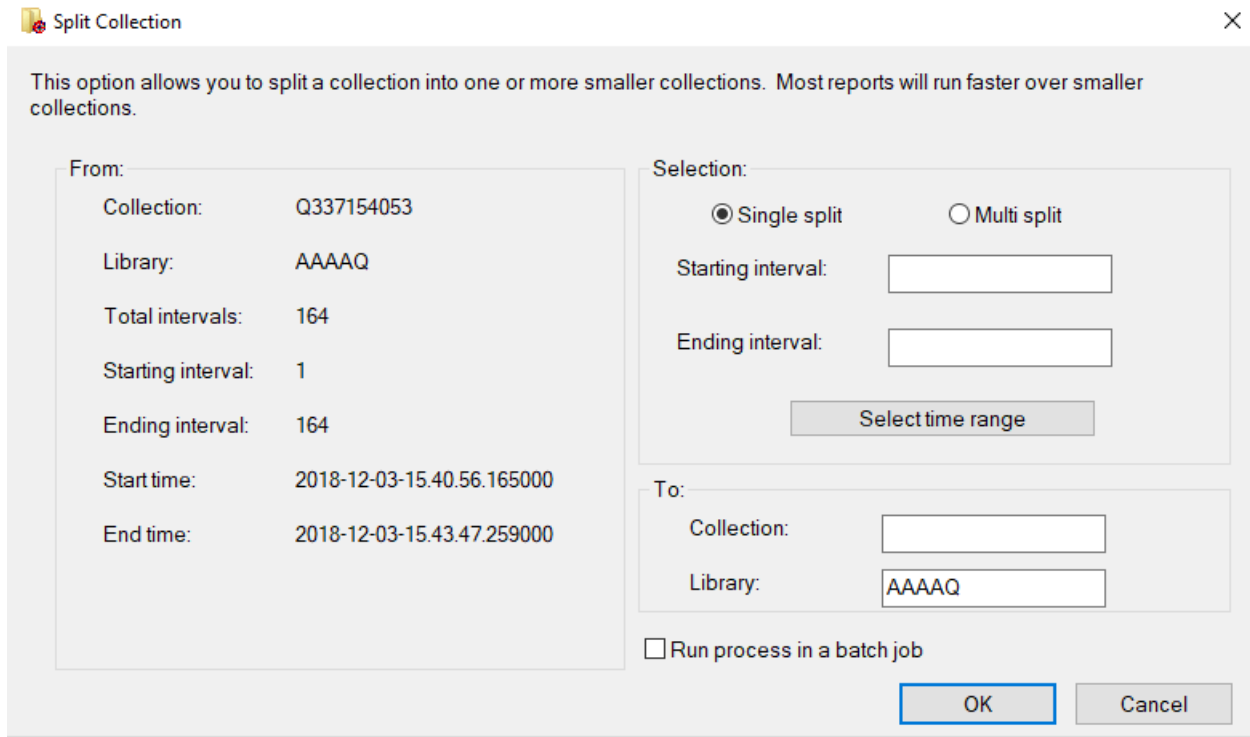 Split Collection
This option allows you to split a collection into one or more smaller collections.  Most reports will run faster over smaller
collections.
From:
Collection: Q337154053
Library: AAAAQ
Total intervals: 164
Starting interval: 1
Ending interval: 164
Start time: 2018-12-03-15.40.56.165000
End time: 2018-12-03-15.43.47.259000
Selection:
Single split Multi split
Starting interval:
Ending interval:
Select time range
To:
Collection:
Library: AAAAQ
Run process in a batch job
OK Cancel